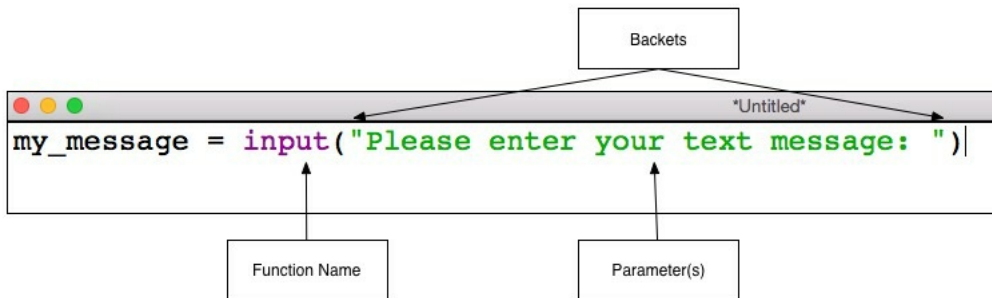 Backets
*Untitled*
my_message = input("Please enter your text message: ")
Function Name
Parameter(s)